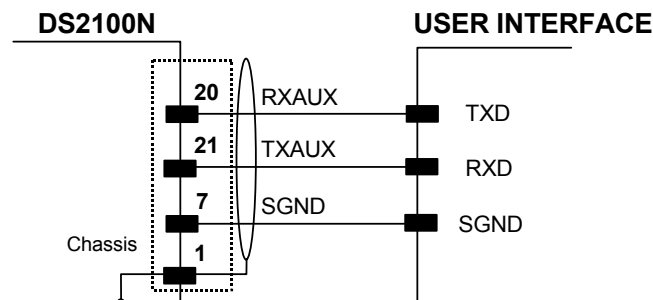 DS2100N USER INTERFACE
20 RXAUX TXD
21 TXAUX RXD
7 SGND SGND
Chassis 1